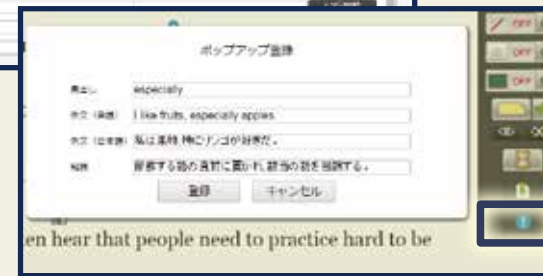 OFF
OFF
OFF
ポップアップ登録
見出し especially
例文（英語） I like fruits, especially apples.
例文（日本語） 私は果物、特にリンゴが好きだ。
解説 修飾する語の直前に置かれ、該当の語を強調する。
登録 キャンセル
en hear that people need to practice hard to be